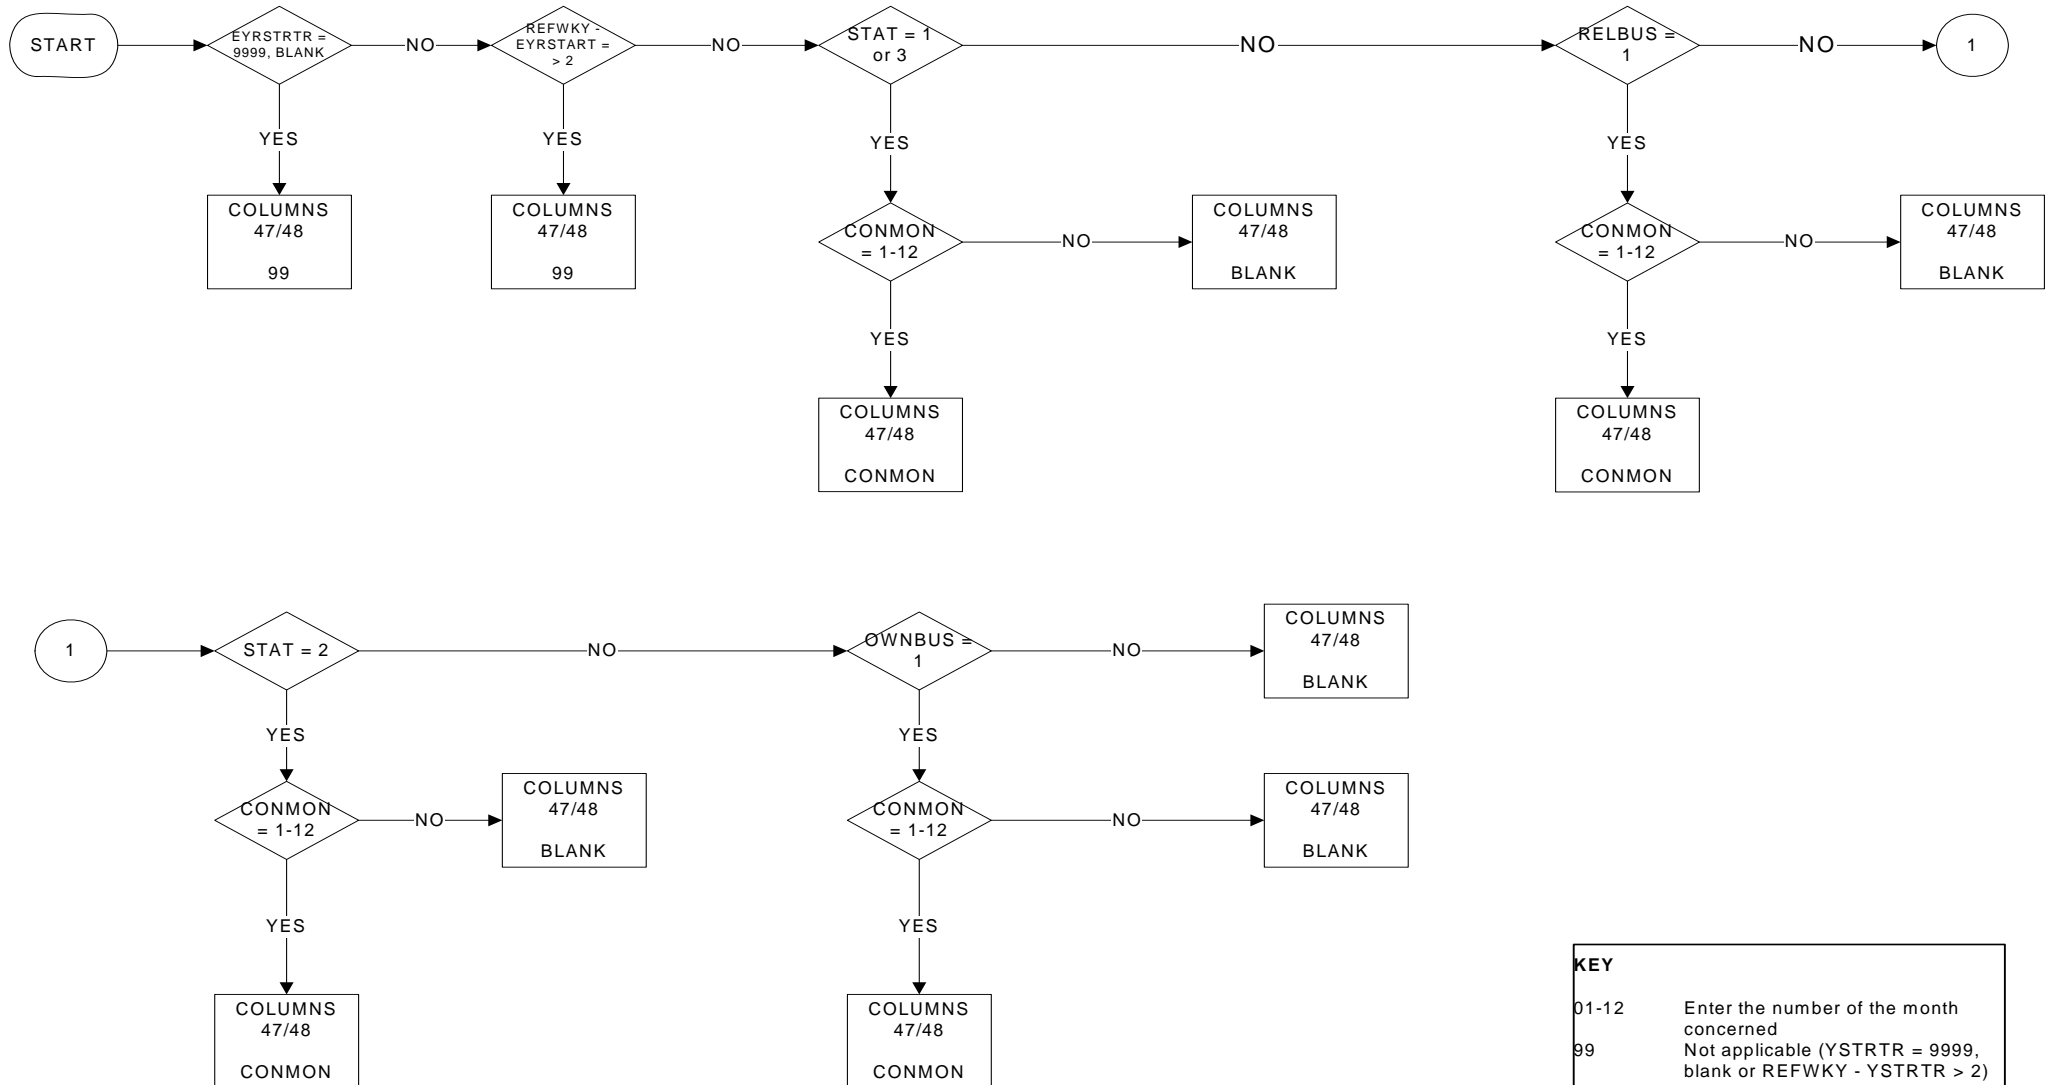 START
EYRSTRTR =
9999, BLANK
NO
REFWKY -
EYRSTART =
> 2
NO
STAT = 1
or 3
NO
RELBUS =
1
NO
1
YES
YES
YES
YES
COLUMNS
47/48
99
COLUMNS
47/48
99
CONMON
= 1-12
NO
COLUMNS
47/48
BLANK
CONMON
= 1-12
NO
COLUMNS
47/48
BLANK
YES
YES
COLUMNS
47/48
CONMON
COLUMNS
47/48
CONMON
1
STAT = 2
NO
OWNBUS =
1
NO
COLUMNS
47/48
BLANK
YES
YES
CONMON
= 1-12
NO
COLUMNS
47/48
BLANK
CONMON
= 1-12
NO
COLUMNS
47/48
BLANK
YES
YES
COLUMNS
47/48
CONMON
COLUMNS
47/48
CONMON
KEY
01-12 Enter the number of the month
concerned
99 Not applicable (YSTRTR = 9999,
blank or REFWKY - YSTRTR > 2)